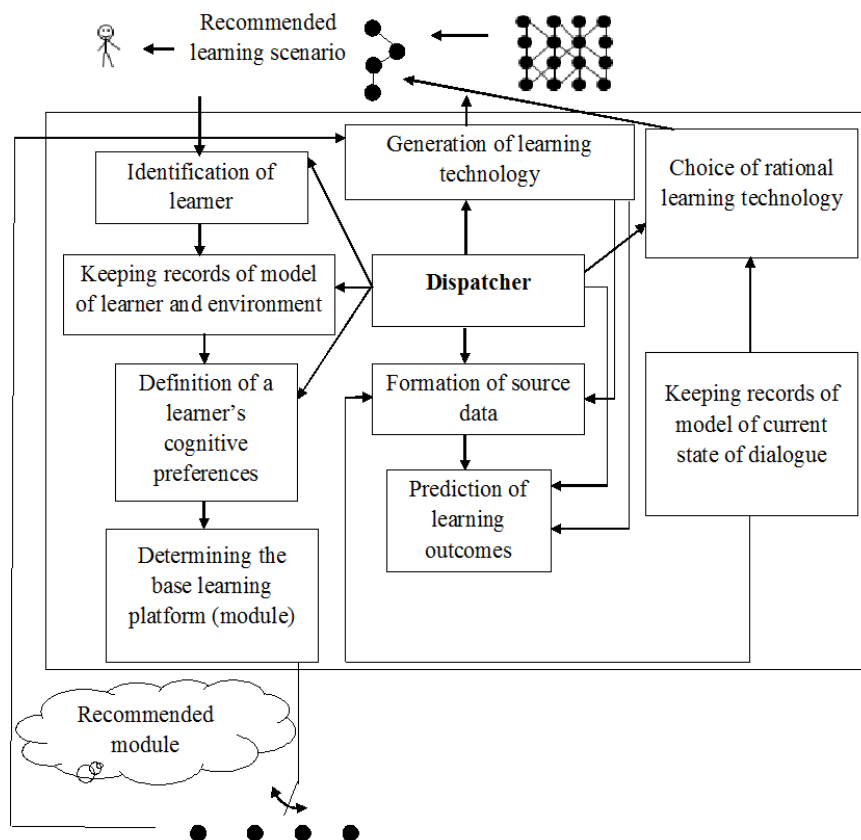 Recommended
learning scenario
Generation of learning
technology
Choice of rational
learning technology
Identification of
learner
Keeping records of model
of learner and environment
Dispatcher
Definition of a
learner's
cognitive
preferences
Formation of source
data
Keeping records of
model of current
state of dialogue
Prediction of
learning
outcomes
Determining the
base learning
platform (module)
Recommended
module